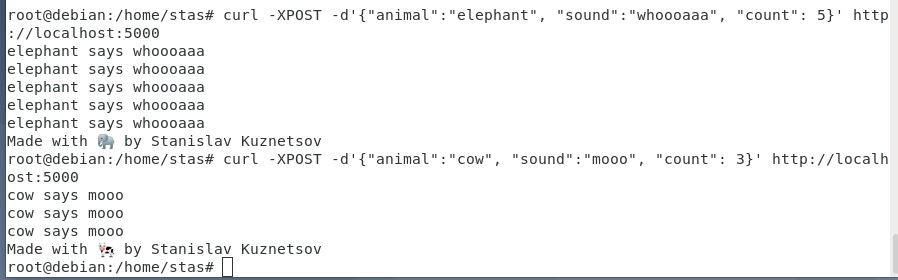 root@debian:/home/stas# curl -XPOST -d'{"animal":"elephant", "sound":"whoooaaa", "count": 5}' http
://localhost:5000
elephant says whoooaaa
elephant says whoooaaa
elephant says whoooaaa
elephant says whoooaaa
elephant says whoooaaa
Made with 🐘 by Stanislav Kuznetsov
root@debian:/home/stas# curl -XPOST -d'{"animal":"cow", "sound":"mooo", "count": 3}' http://localh
ost:5000
cow says mooo
cow says mooo
cow says mooo
Made with 🐄 by Stanislav Kuznetsov
root@debian:/home/stas#